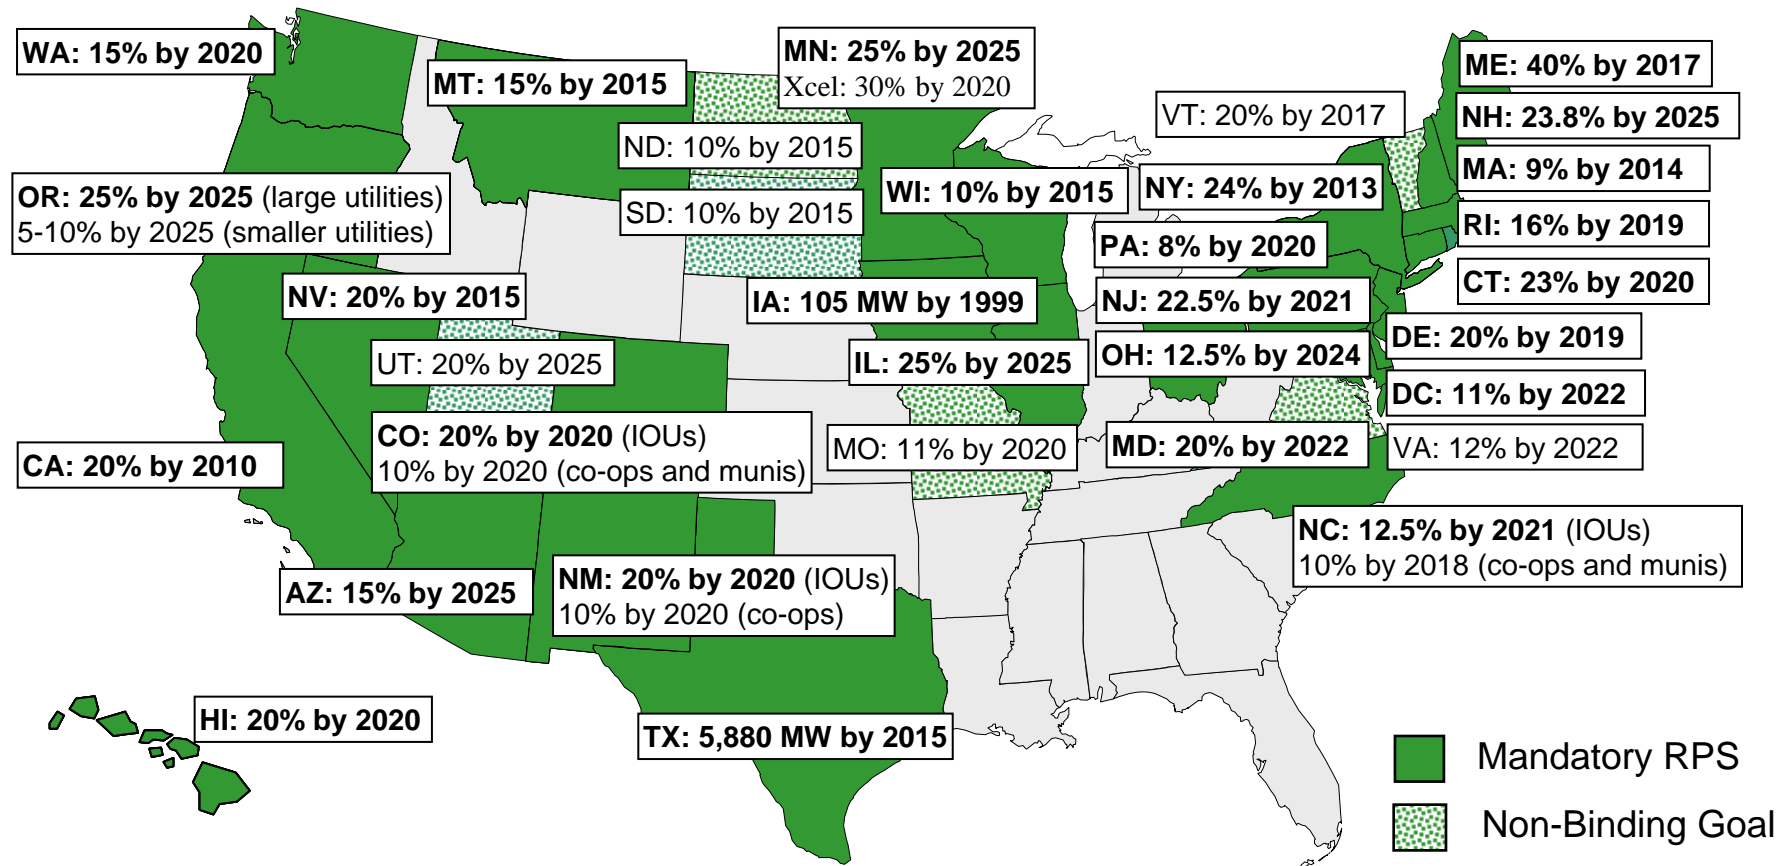 WA: 15% by 2020
MT: 15% by 2015
MN: 25% by 2025
Xcel: 30% by 2020
ME: 40% by 2017
VT: 20% by 2017
NH: 23.8% by 2025
ND: 10% by 2015
MA: 9% by 2014
OR: 25% by 2025 (large utilities)
5-10% by 2025 (smaller utilities)
SD: 10% by 2015
WI: 10% by 2015
NY: 24% by 2013
RI: 16% by 2019
PA: 8% by 2020
CT: 23% by 2020
NV: 20% by 2015
IA: 105 MW by 1999
NJ: 22.5% by 2021
DE: 20% by 2019
UT: 20% by 2025
IL: 25% by 2025
OH: 12.5% by 2024
DC: 11% by 2022
CO: 20% by 2020 (IOUs)
10% by 2020 (co-ops and munis)
CA: 20% by 2010
MO: 11% by 2020
MD: 20% by 2022
VA: 12% by 2022
NC: 12.5% by 2021 (IOUs)
10% by 2018 (co-ops and munis)
AZ: 15% by 2025
NM: 20% by 2020 (IOUs)
10% by 2020 (co-ops)
HI: 20% by 2020
TX: 5,880 MW by 2015
Mandatory RPS
Non-Binding Goal